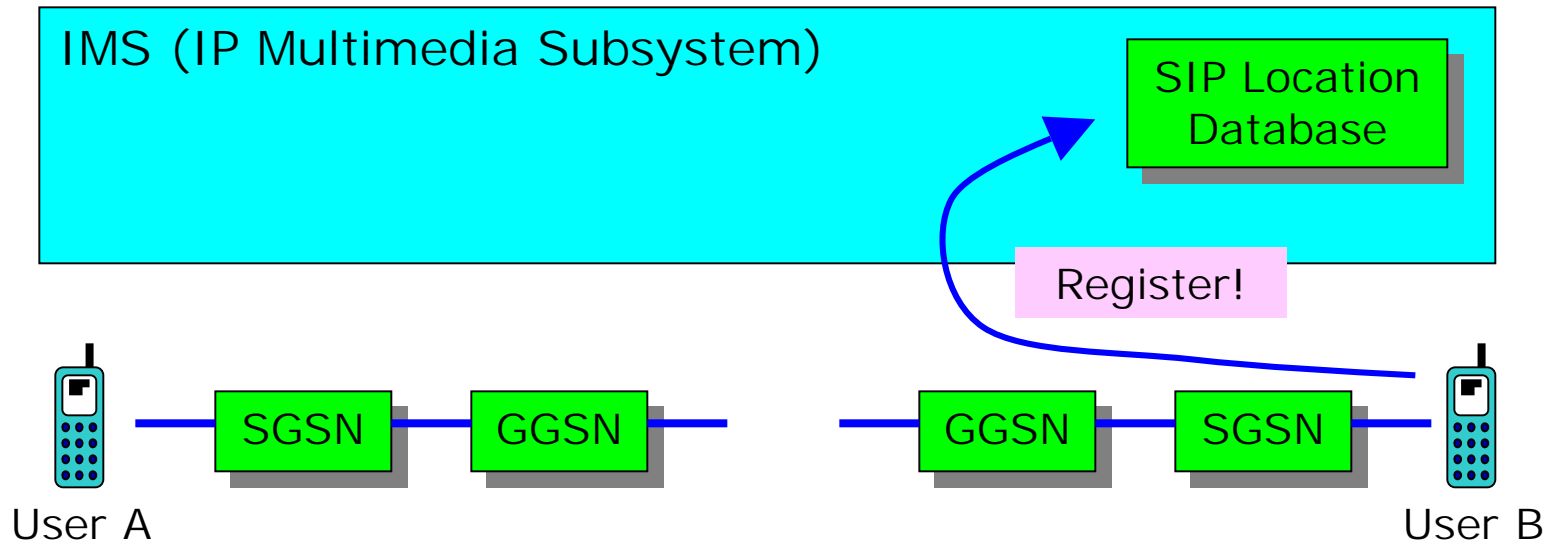 IMS (IP Multimedia Subsystem)
SIP Location
Database
Register!
SGSN
GGSN
GGSN
SGSN
User A
User B